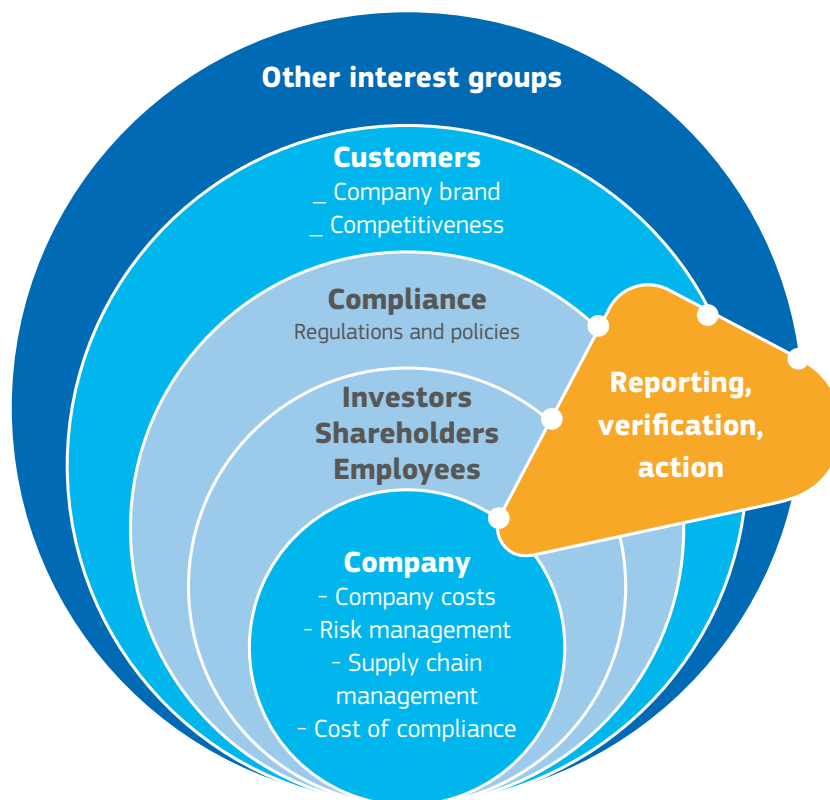 Other interest groups
Customers
_ Company brand
_ Competitiveness
Compliance
Regulations and policies
Investors
Shareholders
Employees
Reporting,
verification,
action
Company
- Company costs
- Risk management
- Supply chain
management
- Cost of compliance